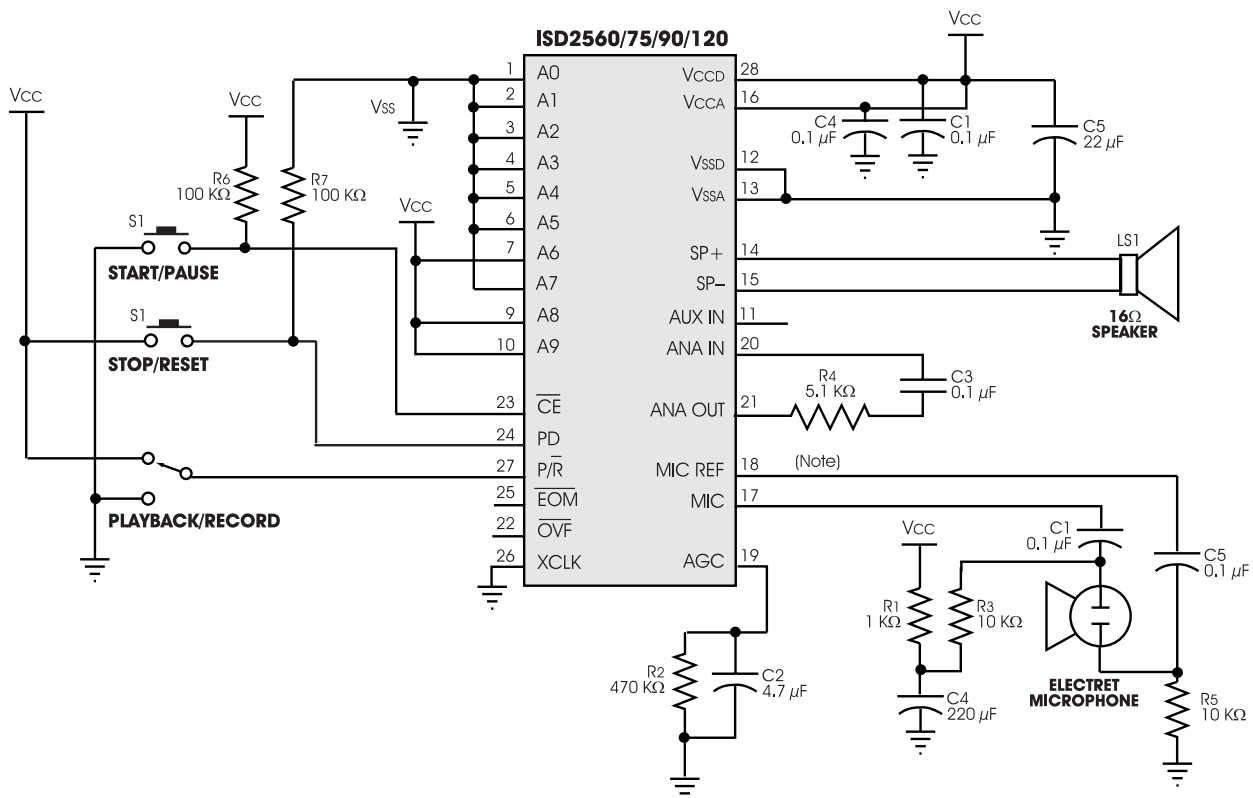 VCC
ISD2560/75/90/120
VCC
VCC
VSS
R6
100 KΩ
R7
100 KΩ
S1
START/PAUSE
S1
STOP/RESET
PLAYBACK/RECORD
VCC
1 A0
2 A1
3 A2
4 A3
5 A4
6 A5
7 A6
A7
9 A8
10 A9
23 CE
24 PD
27 P/R
25 EOM
22 OVF
26 XCLK
VCCD 28
VCCA 16
VSSD 12
VSSA 13
SP+ 14
SP– 15
AUX IN 11
ANA IN 20
ANA OUT 21
MIC REF 18
MIC 17
AGC 19
C4
0.1 µF
C1
0.1 µF
C5
22 µF
LS1
16Ω
SPEAKER
R4
5.1 KΩ
C3
0.1 µF
(Note)
VCC
C1
0.1 µF
C5
0.1 µF
R1
1 KΩ
R3
10 KΩ
C4
220 µF
ELECTRET
MICROPHONE
R5
10 KΩ
R2
470 KΩ
C2
4.7 µF